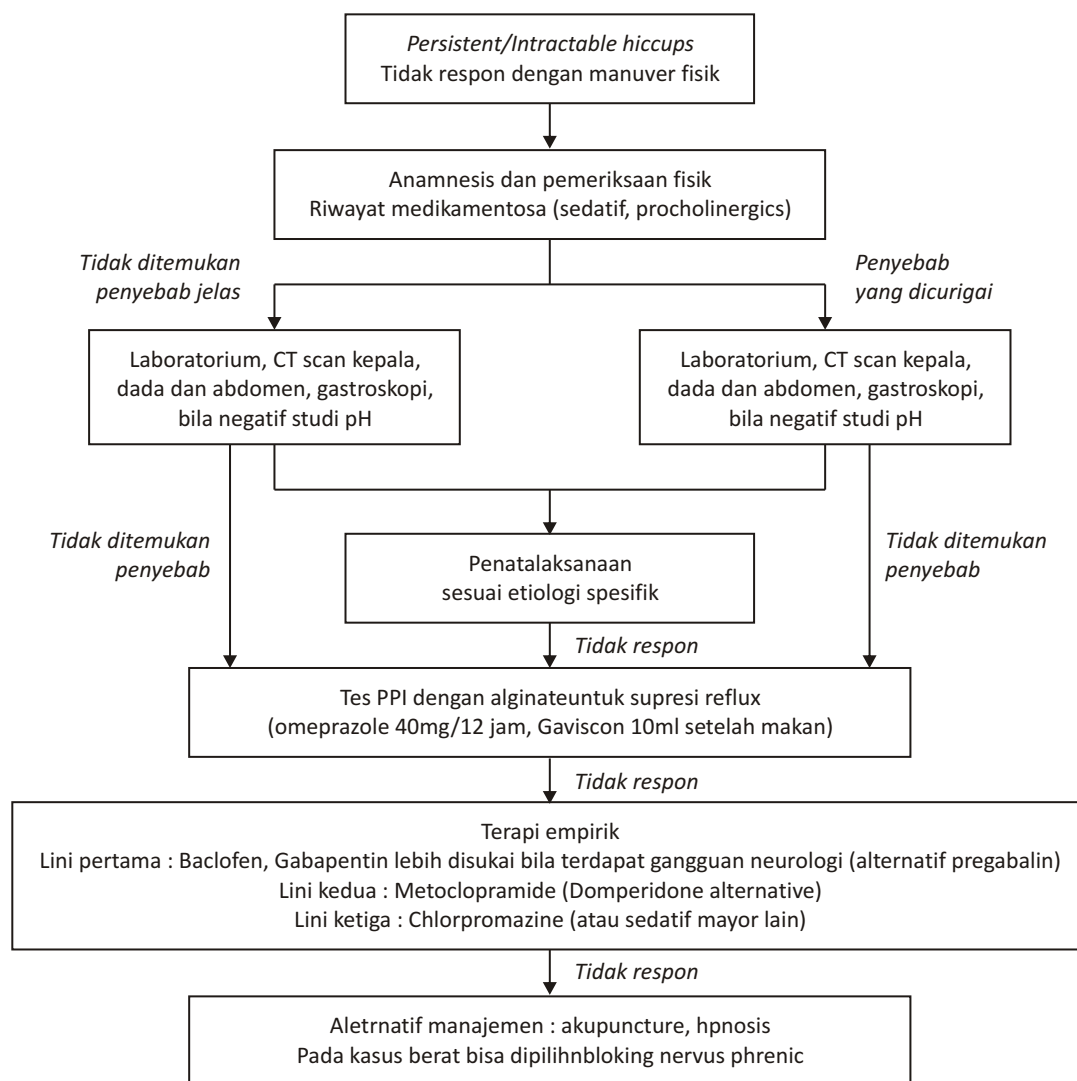 Persistent/Intractable hiccups
Tidak respon dengan manuver fisik
Anamnesis dan pemeriksaan fisik
Riwayat medikamentosa (sedatif, procholinergics)
Tidak ditemukan
penyebab jelas
Penyebab
yang dicurigai
Laboratorium, CT scan kepala,
dada dan abdomen, gastroskopi,
bila negatif studi pH
Laboratorium, CT scan kepala,
dada dan abdomen, gastroskopi,
bila negatif studi pH
Tidak ditemukan
penyebab
Penatalaksanaan
sesuai etiologi spesifik
Tidak ditemukan
penyebab
Tidak respon
Tes PPI dengan alginateuntuk supresi reflux
(omeprazole 40mg/12 jam, Gaviscon 10ml setelah makan)
Tidak respon
Terapi empirik
Lini pertama : Baclofen, Gabapentin lebih disukai bila terdapat gangguan neurologi (alternatif pregabalin)
Lini kedua : Metoclopramide (Domperidone alternative)
Lini ketiga : Chlorpromazine (atau sedatif mayor lain)
Tidak respon
Aletrnatif manajemen : akupuncture, hpnosis
Pada kasus berat bisa dipilihnbloking nervus phrenic